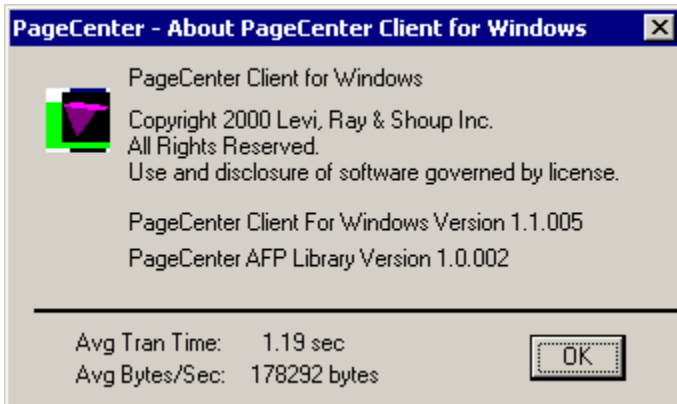 PageCenter - About PageCenter Client for Windows
PageCenter Client for Windows
Copyright 2000 Levi, Ray & Shoup Inc.
All Rights Reserved.
Use and disclosure of software governed by license.
PageCenter Client For Windows Version 1.1.005
PageCenter AFP Library Version 1.0.002
Avg Tran Time: 1.19 sec
Avg Bytes/Sec: 178292 bytes
OK